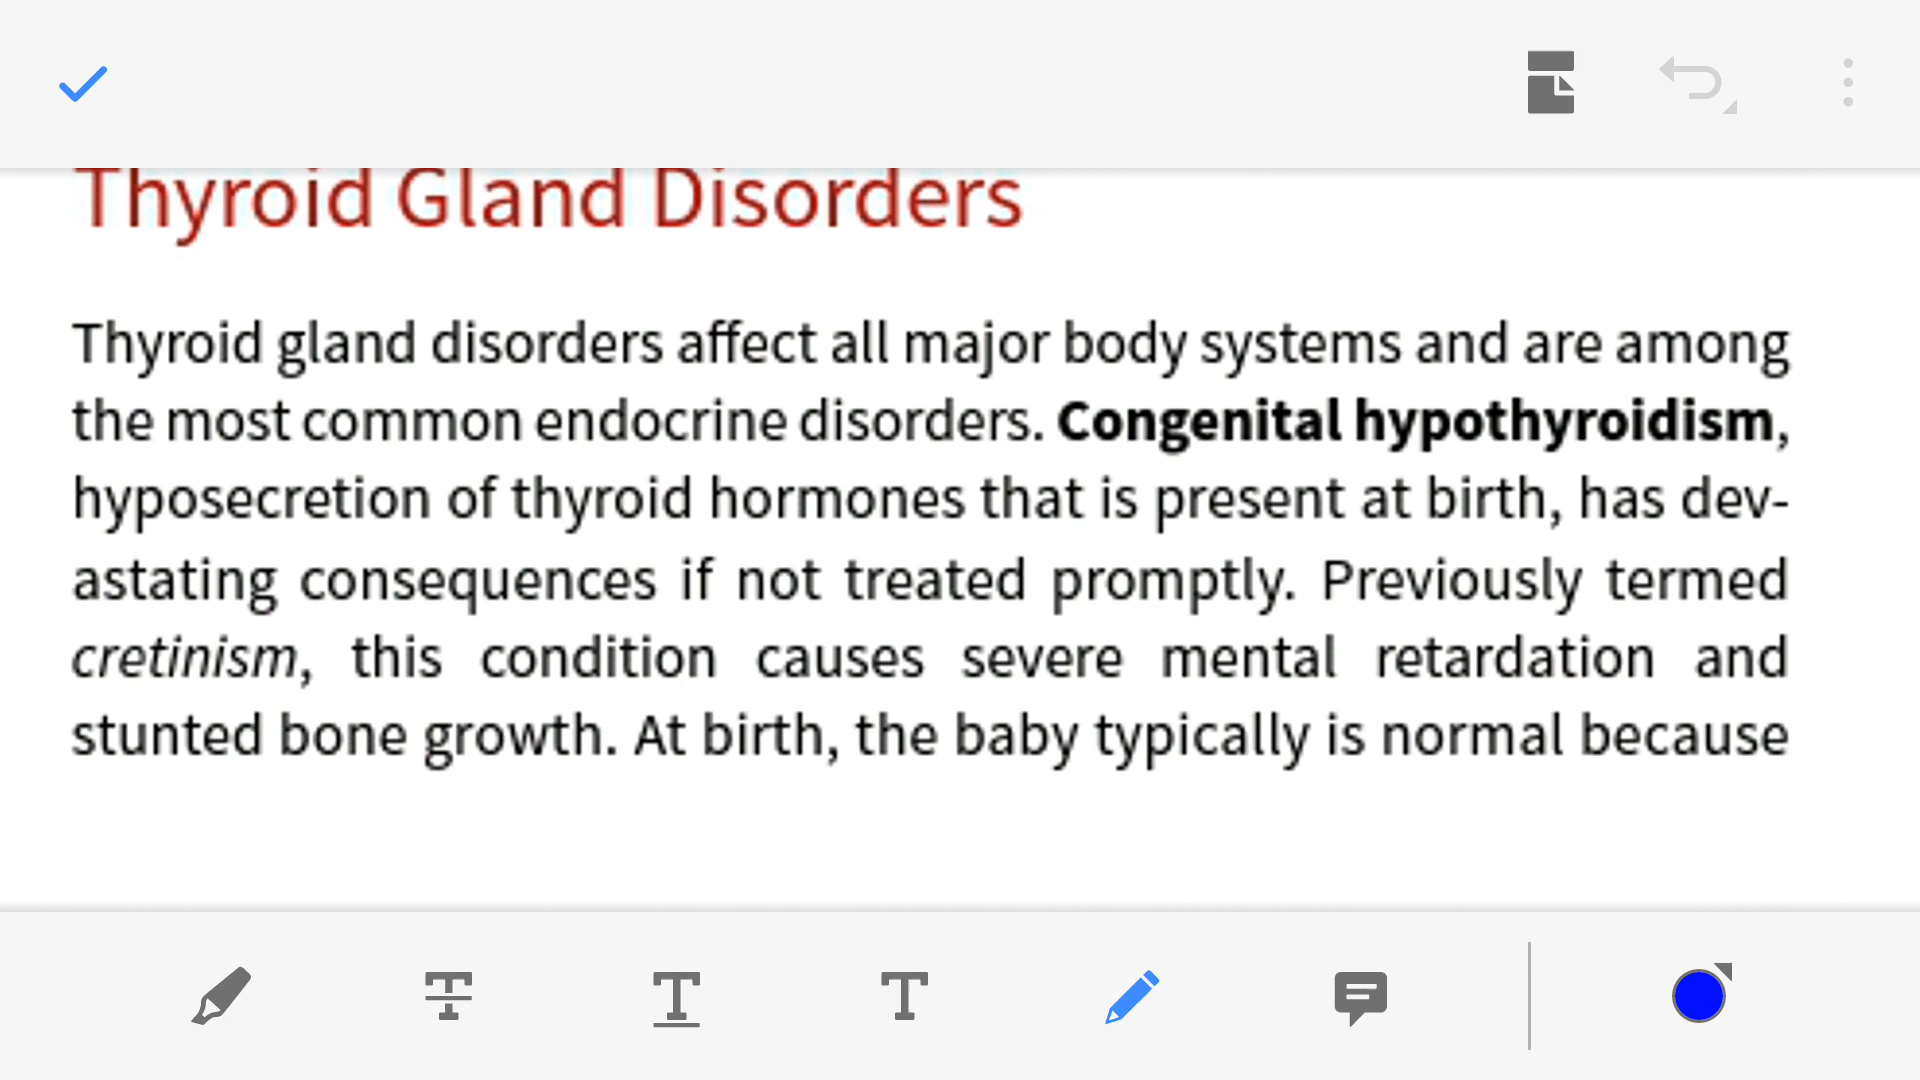 Thyroid Gland Disorders
Thyroid gland disorders affect all major body systems and are among
the most common endocrine disorders. Congenital hypothyroidism,
hyposecretion of thyroid hormones that is present at birth, has dev-
astating consequences if not treated promptly. Previously termed
cretinism, this condition causes severe mental retardation and
stunted bone growth. At birth, the baby typically is normal because